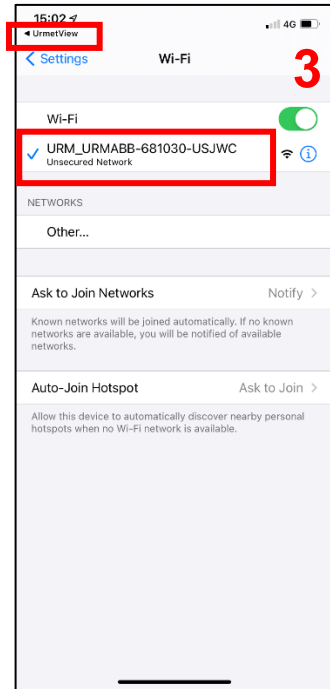 15:02
4G
◀ UrmetView
Settings
Wi-Fi
3
Wi-Fi
URM_URMABB-681030-USJWC
Unsecured Network
NETWORKS
Other...
Ask to Join Networks
Notify
Known networks will be joined automatically. If no known
networks are available, you will be notified of available
networks.
Auto-Join Hotspot
Ask to Join
Allow this device to automatically discover nearby personal
hotspots when no Wi-Fi network is available.